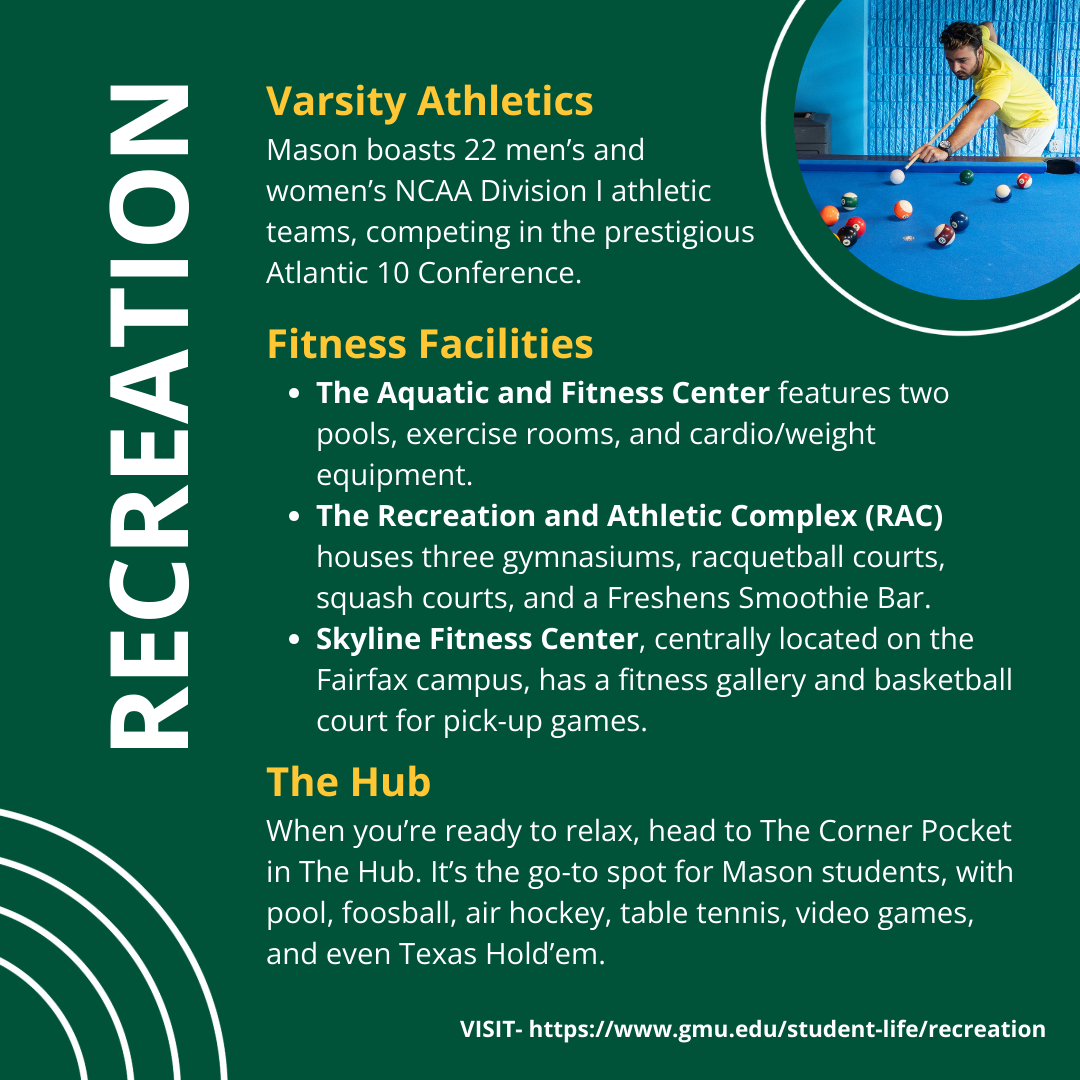 RECREATION
Varsity Athletics
Mason boasts 22 men’s and
women’s NCAA Division I athletic
teams, competing in the prestigious
Atlantic 10 Conference.
Fitness Facilities
• The Aquatic and Fitness Center features two
pools, exercise rooms, and cardio/weight
equipment.
• The Recreation and Athletic Complex (RAC)
houses three gymnasiums, racquetball courts,
squash courts, and a Freshens Smoothie Bar.
• Skyline Fitness Center, centrally located on the
Fairfax campus, has a fitness gallery and basketball
court for pick-up games.
The Hub
When you’re ready to relax, head to The Corner Pocket
in The Hub. It’s the go-to spot for Mason students, with
pool, foosball, air hockey, table tennis, video games,
and even Texas Hold’em.
VISIT- https://www.gmu.edu/student-life/recreation